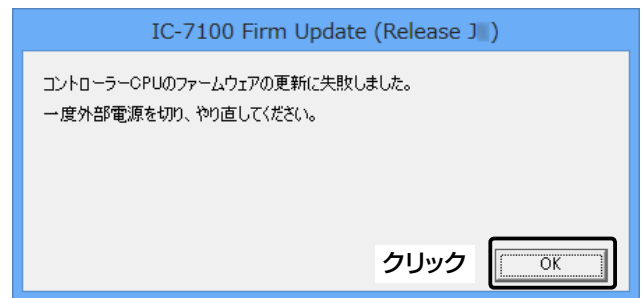 IC-7100 Firm Update (Release J )
コントローラーCPUのファームウェアの更新に失敗しました。
一度外部電源を切り、やり直してください。
クリック
OK